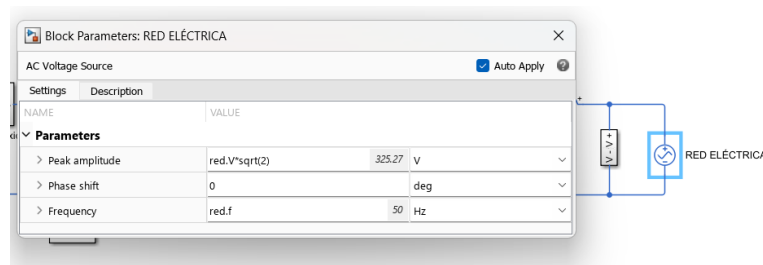 Block Parameters: RED ELÉCTRICA
AC Voltage Source
Auto Apply
Settings Description
NAME VALUE
Parameters
Peak amplitude red.V*sqrt(2) 325.27 V
Phase shift 0 deg
Frequency red.f 50 Hz
+
V - V +
RED ELÉCTRICA